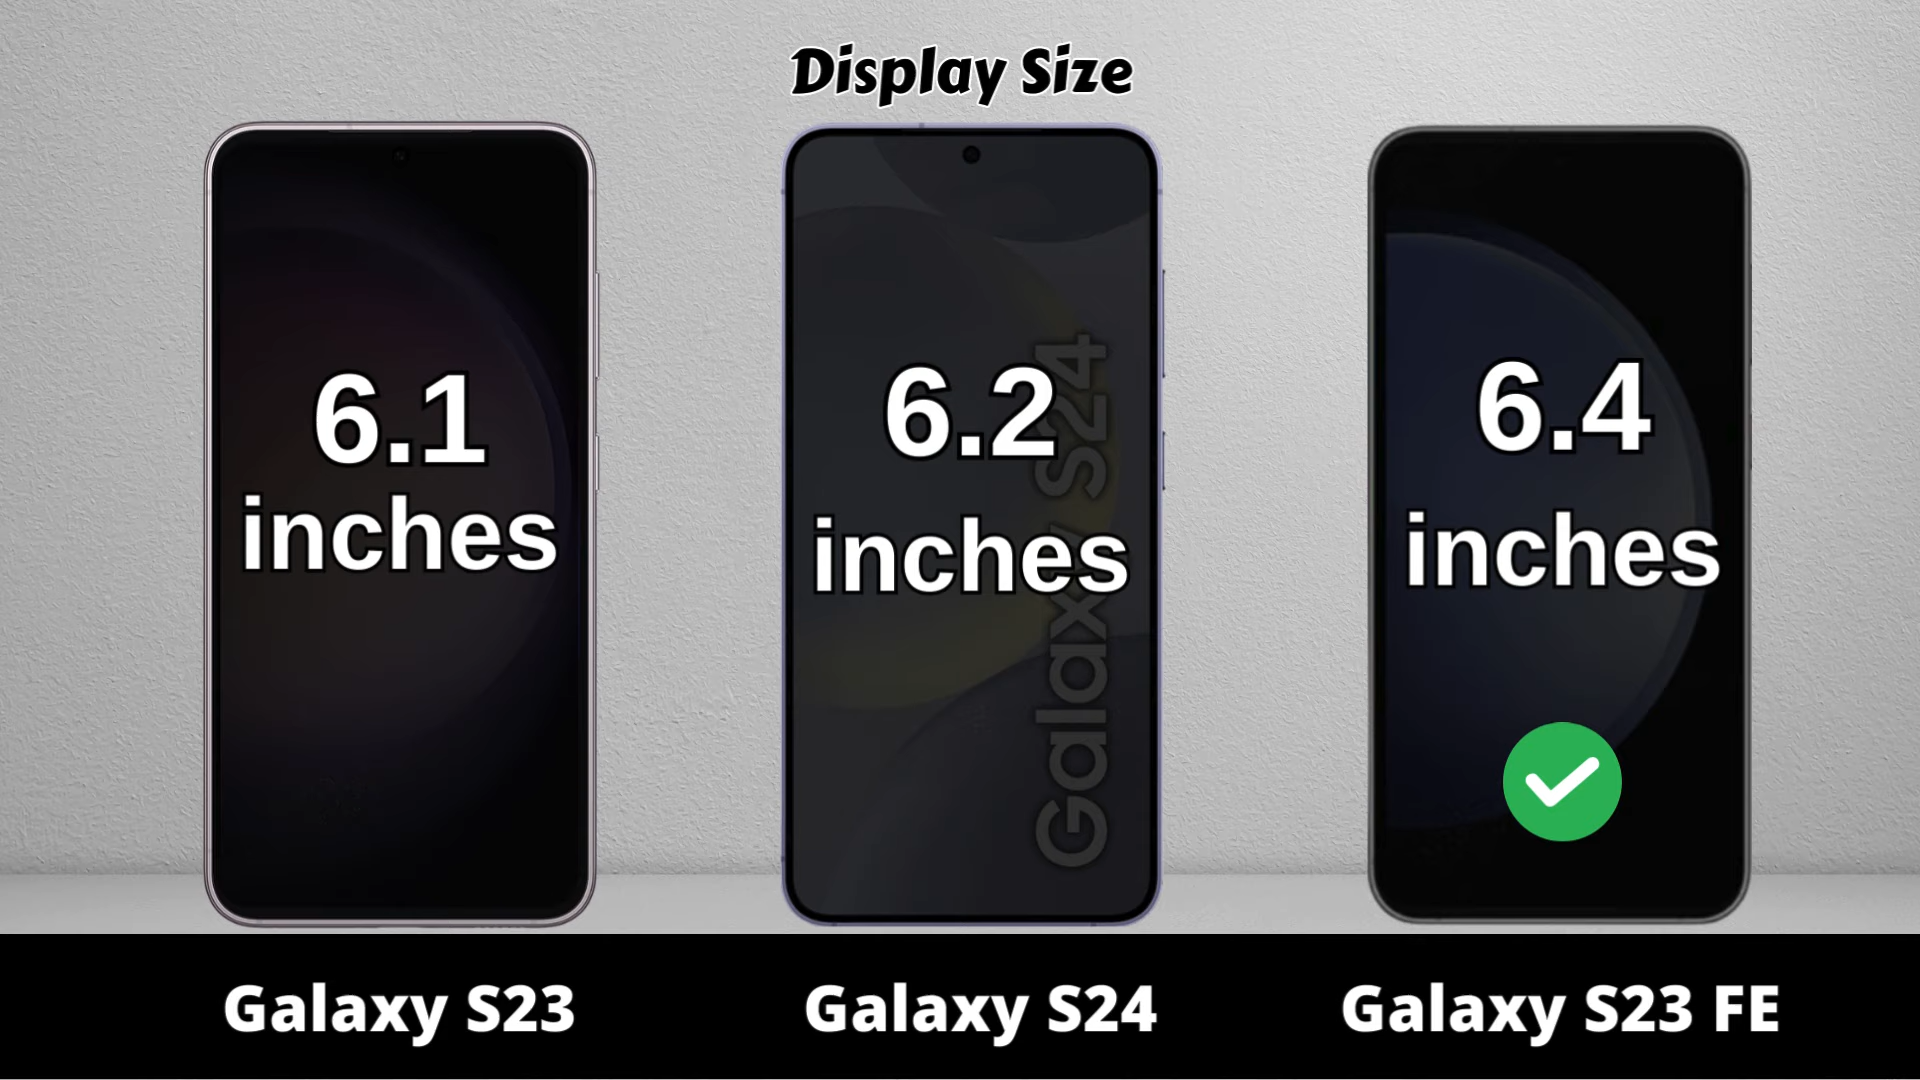 Display Size
6.1
inches
6.2
inches
Galaxy S24
6.4
inches
Galaxy S23
Galaxy S24
Galaxy S23 FE